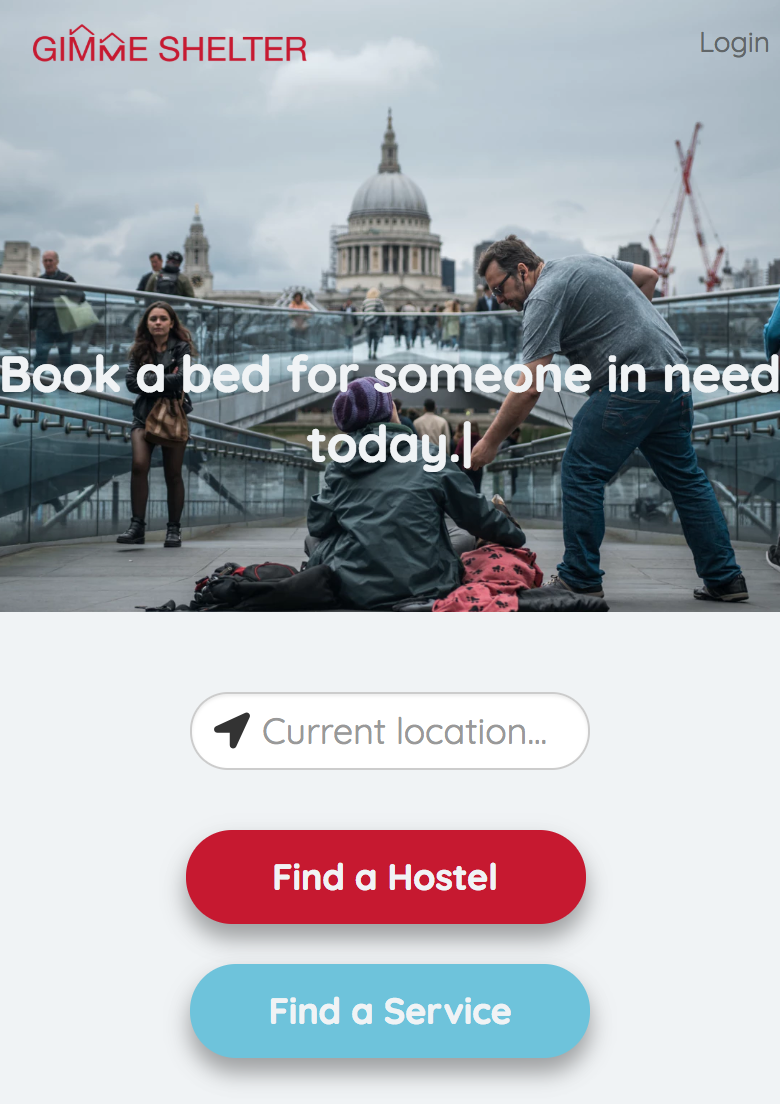 GIMME SHELTER
Login
Book a bed for someone in need
today.|
Current location...
Find a Hostel
Find a Service